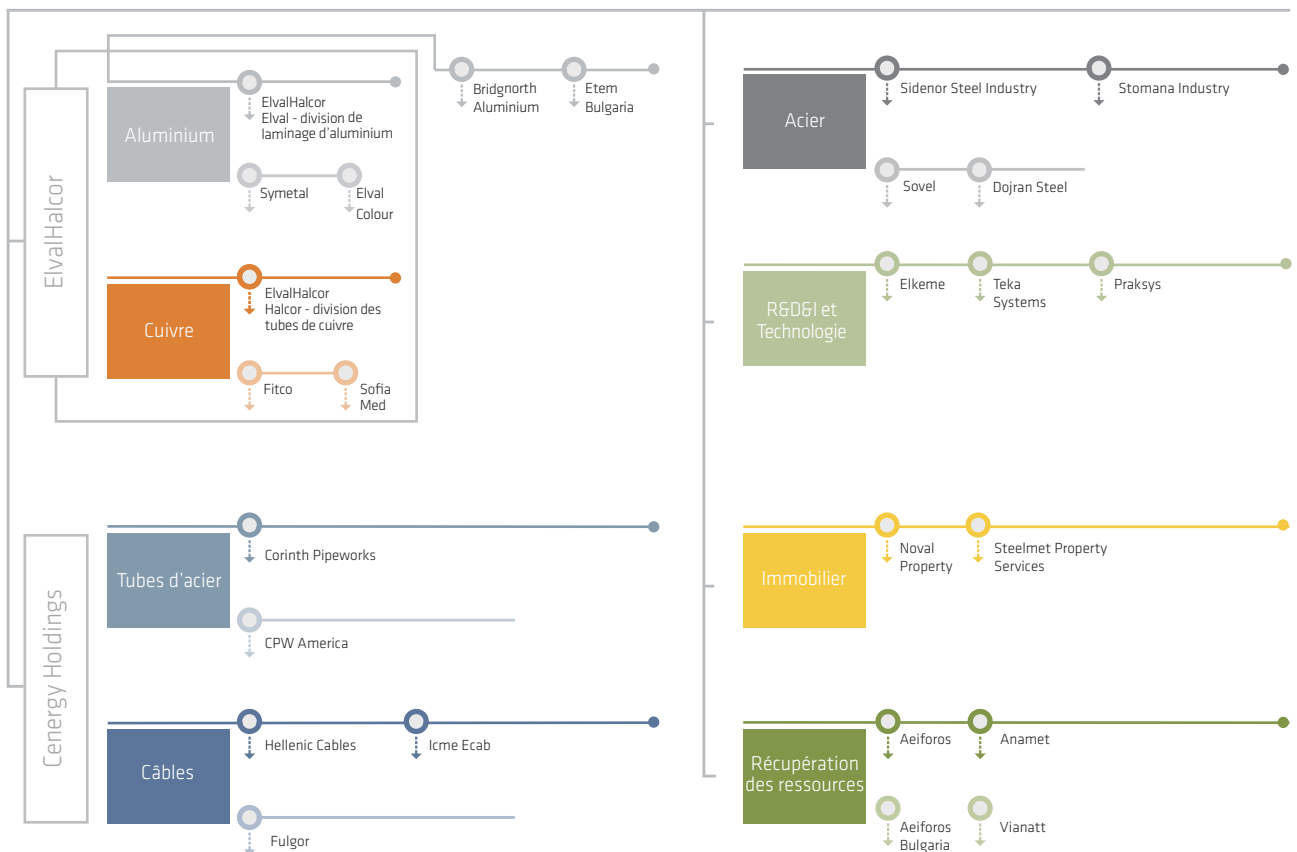 ElvalHalcor
Aluminium
ElvalHalcor
Elval - division de
laminage d'aluminium
Symetal
Elval
Colour
Bridgnorth
Aluminium
Etem
Bulgaria
Cuivre
ElvalHalcor
Halcor - division des
tubes de cuivre
Fitco
Sofia
Med
Cenergy Holdings
Tubes d'acier
Corinth Pipeworks
CPW America
Câbles
Hellenic Cables
Icme Ecab
Fulgor
Acier
Sidenor Steel Industry
Stomana Industry
Sovel
Dojran Steel
R&D&I et
Technologie
Elkeme
Teka
Systems
Praksys
Immobilier
Noval
Property
Steelmet Property
Services
Récupération
des ressources
Aeiforos
Anamet
Aeiforos
Bulgaria
Vianatt